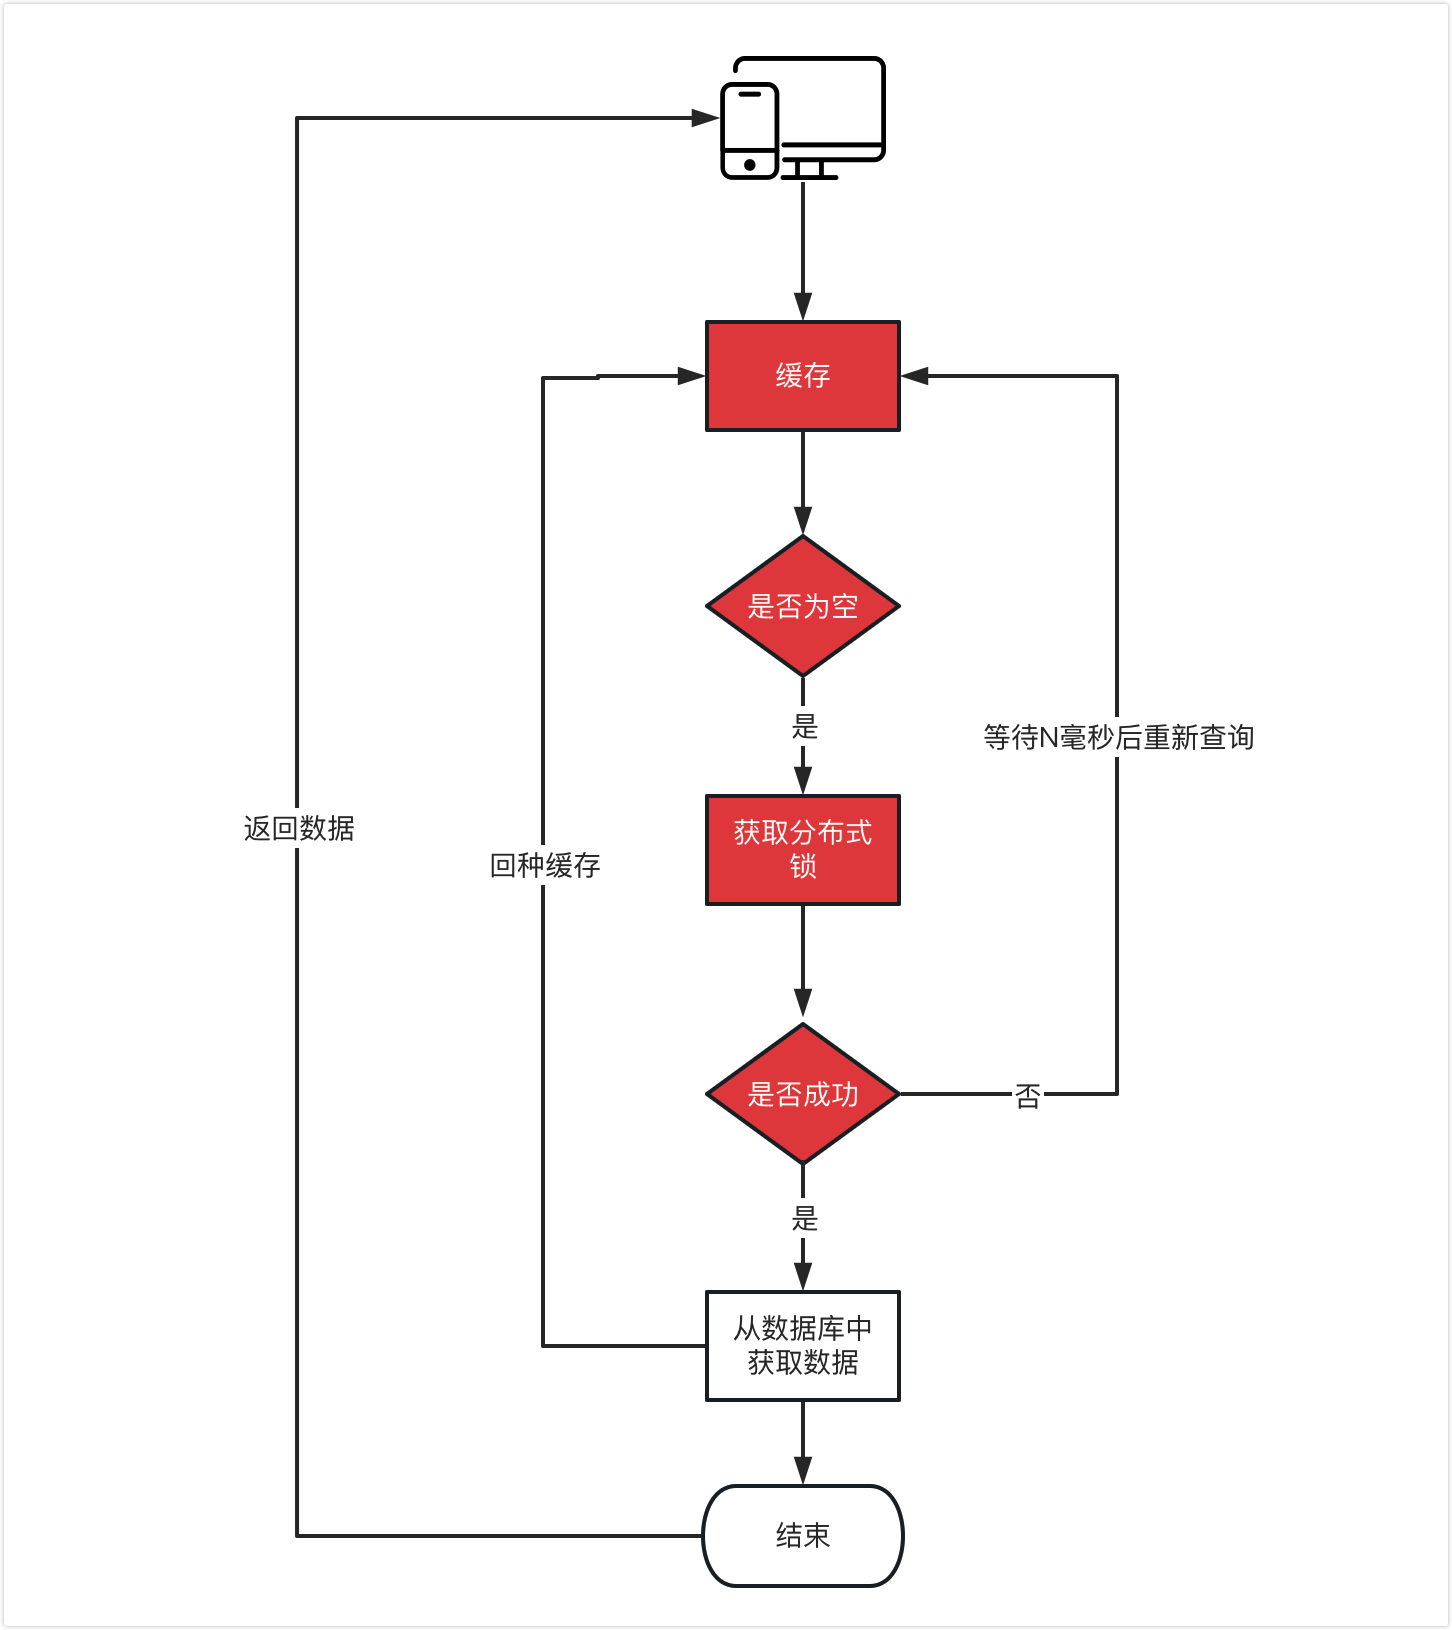 缓存
是否为空
是
等待N毫秒后重新查询
获取分布式
锁
返回数据
回种缓存
是否成功
否
是
从数据库中
获取数据
结束